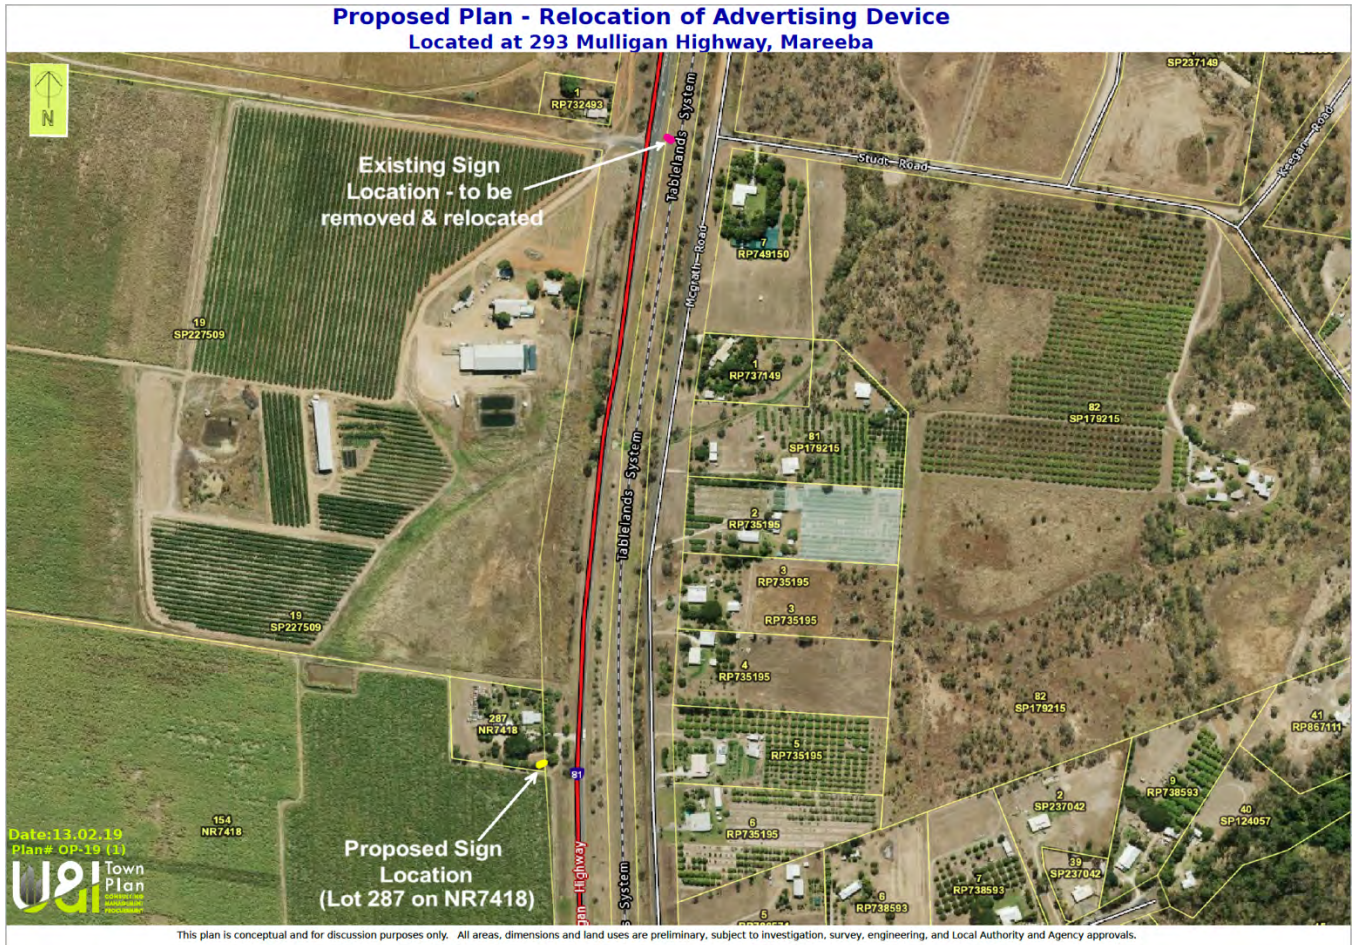 Proposed Plan - Relocation of Advertising Device
Located at 293 Mulligan Highway, Mareeba
N
1
RP732493
SP237149
Existing Sign
Location - to be
removed & relocated
Tablelands System
Studt Road
Keegan Road
7
RP749150
Mcgrath Road
19
SP227509
1
RP737149
82
SP179215
81
SP179215
Tablelands System
2
RP735195
3
RP735195
3
RP735195
19
SP227509
4
RP735195
82
SP179215
287
NR7418
41
RP867111
5
RP735195
81
9
RP738593
2
SP237042
40
SP124057
154
NR7418
6
RP735195
Date:13.02.19
Plan# OP-19 (1)
Proposed Sign
Location
(Lot 287 on NR7418)
Highway
System
39
SP237042
7
RP738593
6
RP738593
5
U&i Town
Plan
CONSULTING
MANAGEMENT
This plan is conceptual and for discussion purposes only. All areas, dimensions and land uses are preliminary, subject to investigation, survey, engineering, and Local Authority and Agency approvals.